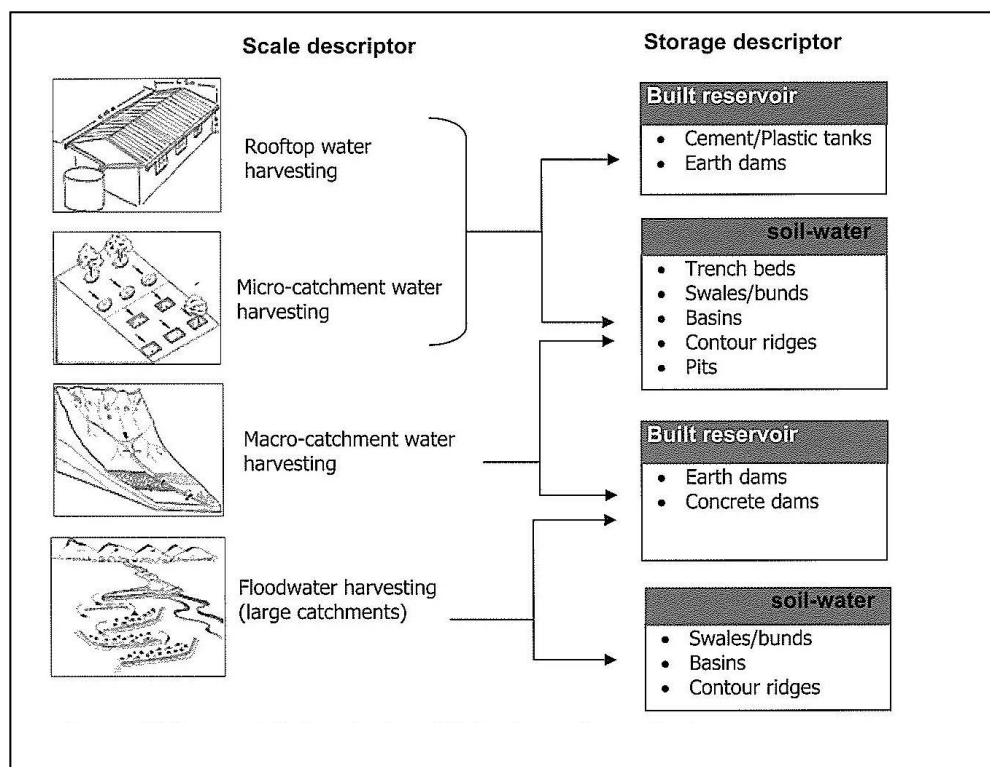 Scale descriptor
Storage descriptor
Rooftop water
harvesting
Micro-catchment water
harvesting
Macro-catchment water
harvesting
Floodwater harvesting
(large catchments)
Built reservoir
• Cement/Plastic tanks
• Earth dams
soil-water
• Trench beds
• Swales/bunds
• Basins
• Contour ridges
• Pits
Built reservoir
• Earth dams
• Concrete dams
soil-water
• Swales/bunds
• Basins
• Contour ridges